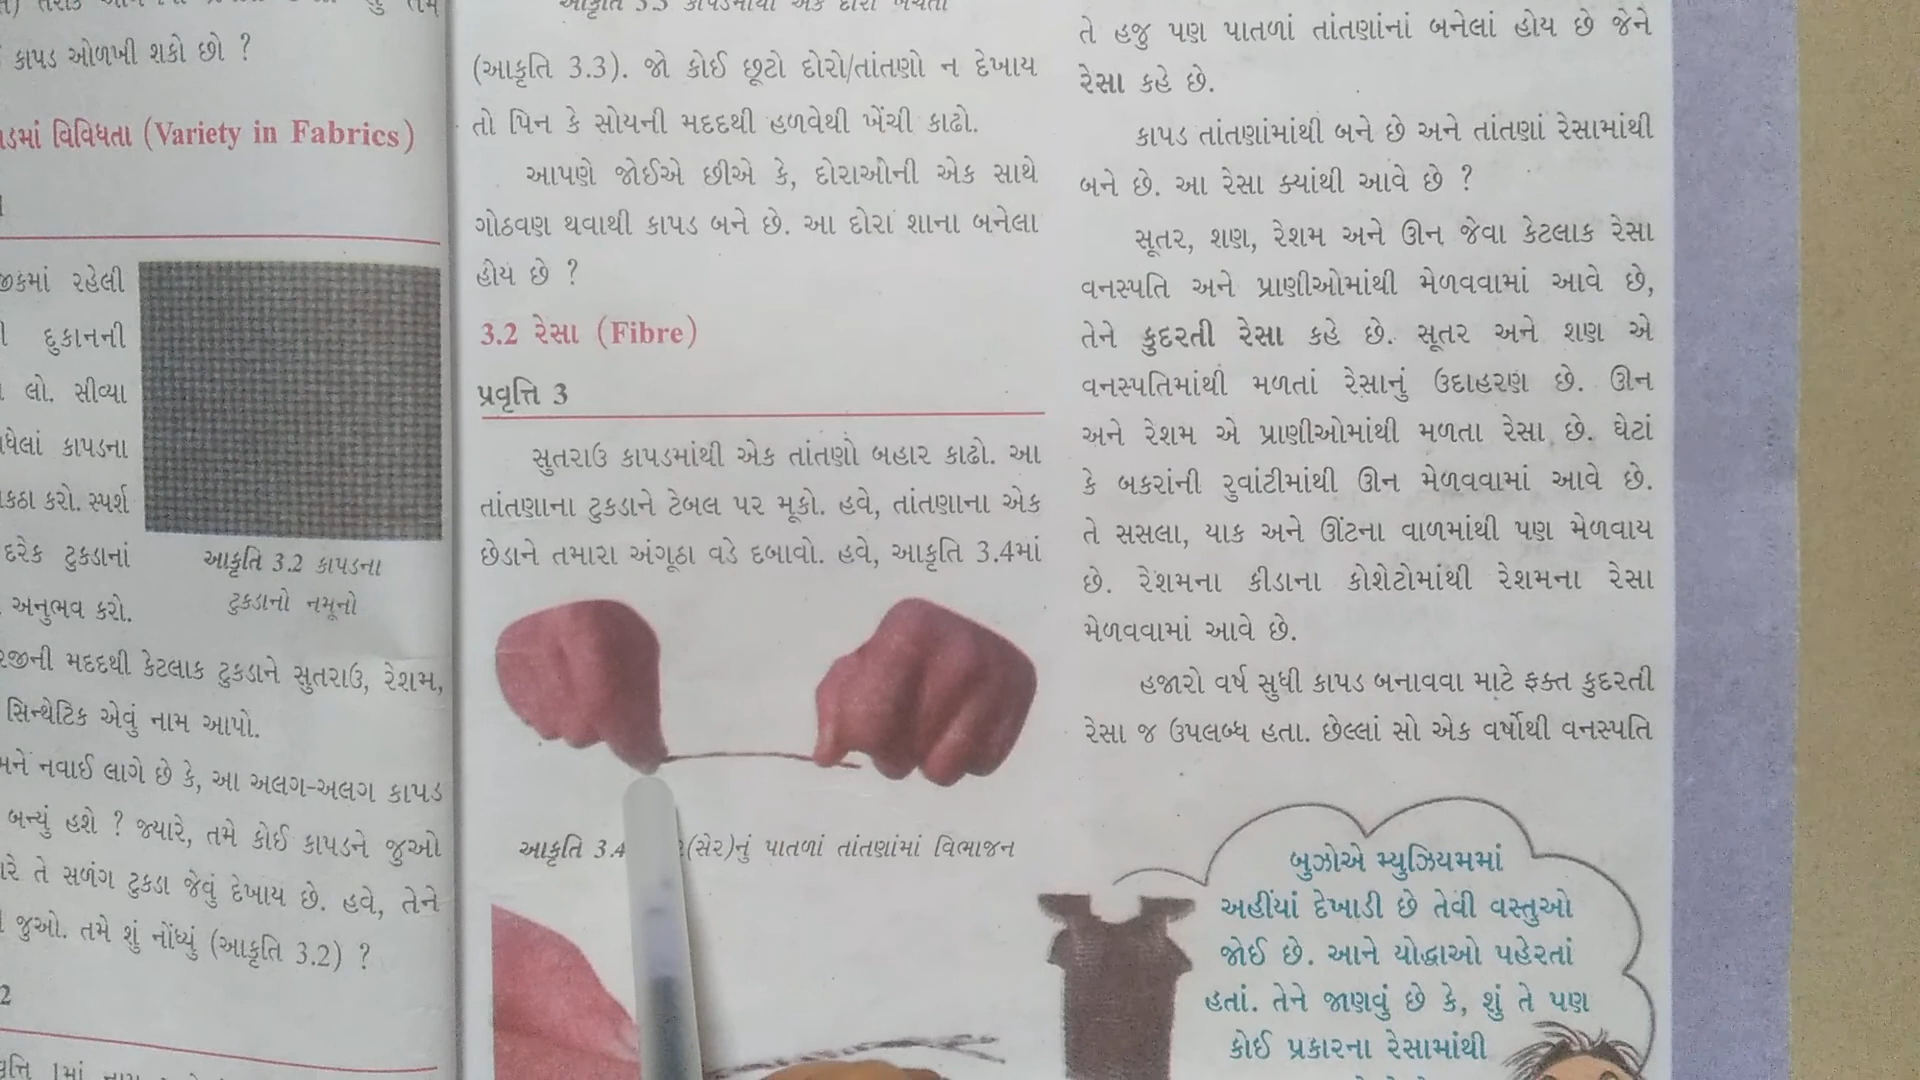 કાપડ ઓળખી શકો છો ?
વિવિધતા (Variety in Fabrics)
રહેલી
દુકાનની
લો. સીવ્યા
કાપડના
કરો. સ્પર્શ
દરેક ટુકડાનાં
અનુભવ કરો.
આકૃતિ 3.2 કાપડના
ટુકડાનો નમૂનો
મદદથી કેટલાક ટુકડાને સુતરાઉ, રેશમ,
સિન્થેટિક એવું નામ આપો.
નવાઈ લાગે છે કે, આ અલગ-અલગ કાપડ
બન્યું હશે ? જ્યારે, તમે કોઈ કાપડને જુઓ
તે સળંગ ટુકડા જેવું દેખાય છે. હવે, તેને
જુઓ. તમે શું નોંધ્યું (આકૃતિ 3.2) ?
2
(આકૃતિ 3.3). જો કોઈ છૂટો દોરો/તાંતણો ન દેખાય
તો પિન કે સોયની મદદથી હળવેથી ખેંચી કાઢો.
આપણે જોઈએ છીએ કે, દોરાઓની એક સાથે
ગોઠવણ થવાથી કાપડ બને છે. આ દોરા શાના બનેલા
હોય છે ?
3.2 રેસા (Fibre)
પ્રવૃત્તિ 3
સુતરાઉ કાપડમાંથી એક તાંતણો બહાર કાઢો. આ
તાંતણાના ટુકડાને ટેબલ પર મૂકો. હવે, તાંતણાના એક
છેડાને તમારા અંગૂઠા વડે દબાવો. હવે, આકૃતિ 3.4માં
આકૃતિ 3.4 (સેર)નું પાતળાં તાંતણાંમાં વિભાજન
તે હજુ પણ પાતળાં તાંતણાંનાં બનેલાં હોય છે જેને
રેસા કહે છે.
કાપડ તાંતણાંમાંથી બને છે અને તાંતણાં રેસામાંથી
બને છે. આ રેસા ક્યાંથી આવે છે ?
સૂતર, શણ, રેશમ અને ઊન જેવા કેટલાક રેસા
વનસ્પતિ અને પ્રાણીઓમાંથી મેળવવામાં આવે છે,
તેને કુદરતી રેસા કહે છે. સૂતર અને શણ એ
વનસ્પતિમાંથી મળતાં રેસાનું ઉદાહરણ છે. ઊન
અને રેશમ એ પ્રાણીઓમાંથી મળતા રેસા છે. ઘેટાં
કે બકરાંની રુવાંટીમાંથી ઊન મેળવવામાં આવે છે.
તે સસલા, યાક અને ઊંટના વાળમાંથી પણ મેળવાય
છે. રેશમના કીડાના કોશેટોમાંથી રેશમના રેસા
મેળવવામાં આવે છે.
હજારો વર્ષ સુધી કાપડ બનાવવા માટે ફક્ત કુદરતી
રેસા જ ઉપલબ્ધ હતા. છેલ્લાં સો એક વર્ષોથી વનસ્પતિ
બુઝોએ મ્યુઝિયમમાં
અહીંયાં દેખાડી છે તેવી વસ્તુઓ
જોઈ છે. આને યોદ્ધાઓ પહેરતાં
હતાં. તેને જાણવું છે કે, શું તે પણ
કોઈ પ્રકારના રેસામાંથી